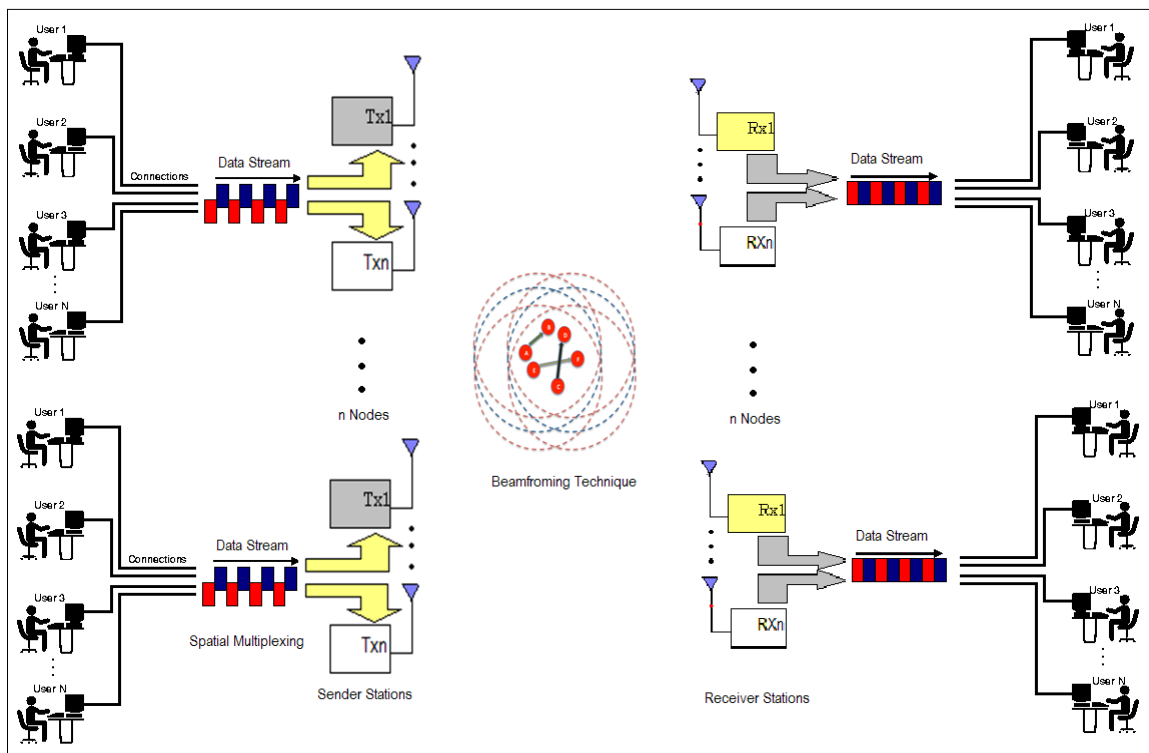 User 1
User 2
Connections
Data Stream
User 3
User N
Tx1
Txn
n Nodes
Rx1
RXn
n Nodes
Data Stream
User 1
User 2
User 3
User N
B
D
A
E
F
C
Beamfroming Technique
User 1
User 2
Connections
Data Stream
User 3
User N
Spatial Multiplexing
Tx1
Txn
Sender Stations
Rx1
RXn
Receiver Stations
Data Stream
User 1
User 2
User 3
User N